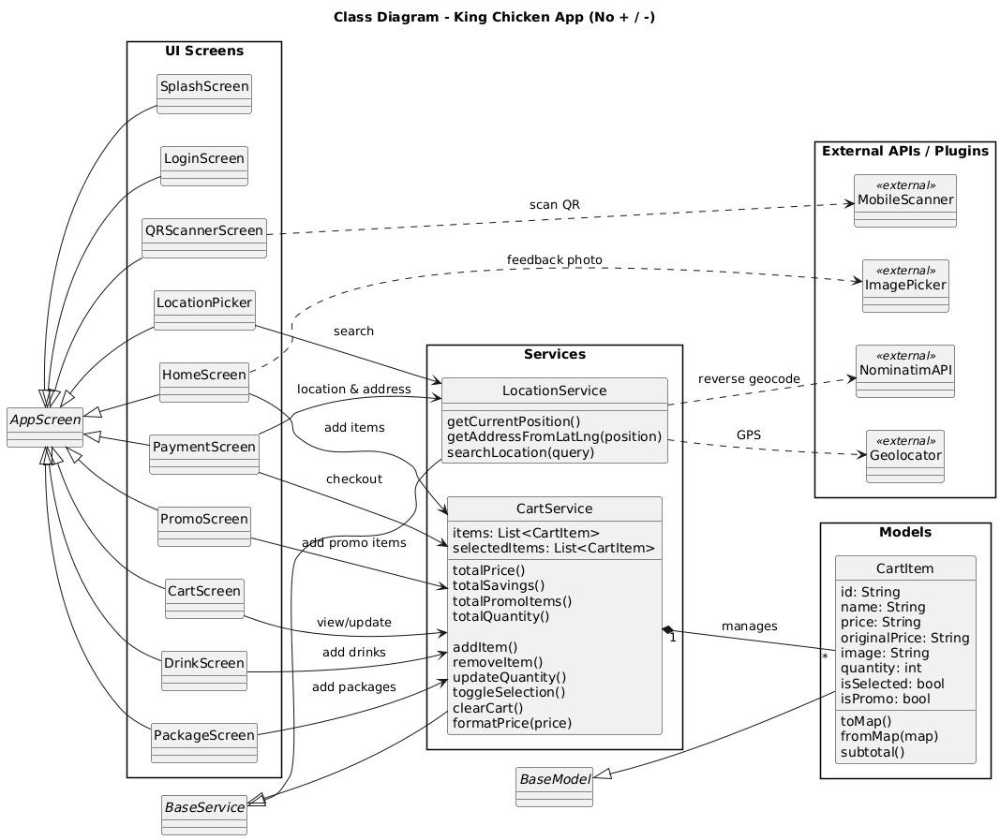 Class Diagram - King Chicken App (No + / -)
UI Screens
SplashScreen
LoginScreen
QRScannerScreen
LocationPicker
HomeScreen
AppScreen
PaymentScreen
PromoScreen
CartScreen
DrinkScreen
PackageScreen
BaseService
scan QR
feedback photo
search
location & address
add items
checkout
add promo items
view/update
add drinks
add packages
Services
LocationService
getCurrentPosition()
getAddressFromLatLng(position)
searchLocation(query)
CartService
items: List<CartItem>
selectedItems: List<CartItem>
totalPrice()
totalSavings()
totalPromoItems()
totalQuantity()
addItem()
removeItem()
updateQuantity()
toggleSelection()
clearCart()
formatPrice(price)
BaseModel
reverse geocode
GPS
manages
1
*
External APIs / Plugins
«external»
MobileScanner
«external»
ImagePicker
«external»
NominatimAPI
«external»
Geolocator
Models
CartItem
id: String
name: String
price: String
originalPrice: String
image: String
quantity: int
isSelected: bool
isPromo: bool
toMap()
fromMap(map)
subtotal()